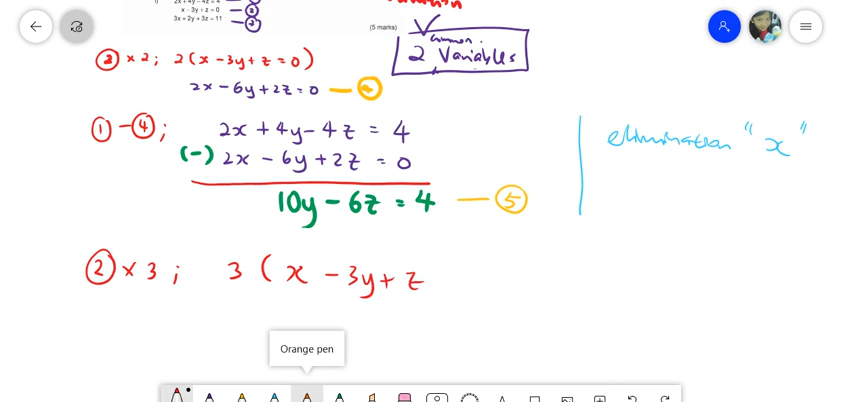 2x + 4y - 4z = 4
x - 3y + z = 0 — ②
3x + 2y + 3z = 11 — ③
(5 marks)
Common.
2 Variables
② × 2; 2(x - 3y + z = 0)
2x - 6y + 2z = 0 — ④
① - ④; 2x + 4y - 4z = 4
(-) 2x - 6y + 2z = 0
elimination "x"
10y - 6z = 4 — ⑤
② × 3; 3(x - 3y + z
Orange pen